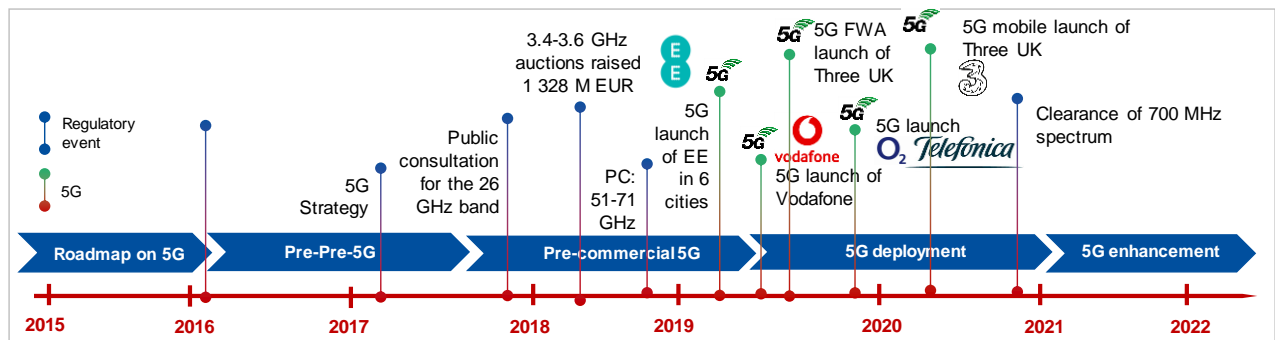 Regulatory
event
5G
5G
Strategy
Public
consultation
for the 26
GHz band
3.4-3.6 GHz
auctions raised
1 328 M EUR
PC:
51-71
GHz
E
E
5G
5G
launch
of EE
in 6
cities
5G
vodafone
5G launch of
Vodafone
5G
5G FWA
launch of
Three UK
5G
5G launch
O2 Telefónica
5G
5G mobile launch of
Three UK
3
Clearance of 700 MHz
spectrum
Roadmap on 5G
Pre-Pre-5G
Pre-commercial 5G
5G deployment
5G enhancement
2015
2016
2017
2018
2019
2020
2021
2022